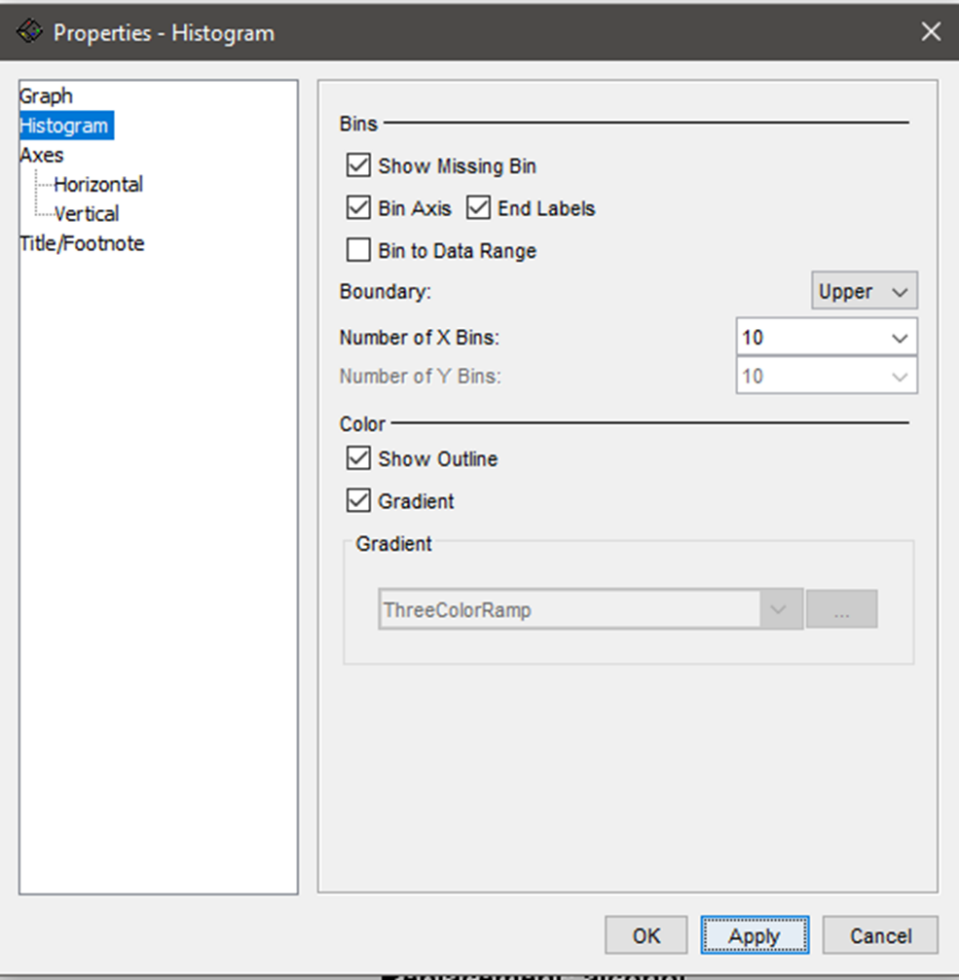 Properties - Histogram
Graph
Histogram
Axes
Horizontal
Vertical
Title/Footnote
Bins
Show Missing Bin
Bin Axis End Labels
Bin to Data Range
Boundary: Upper
Number of X Bins: 10
Number of Y Bins: 10
Color
Show Outline
Gradient
Gradient
ThreeColorRamp ...
OK Apply Cancel